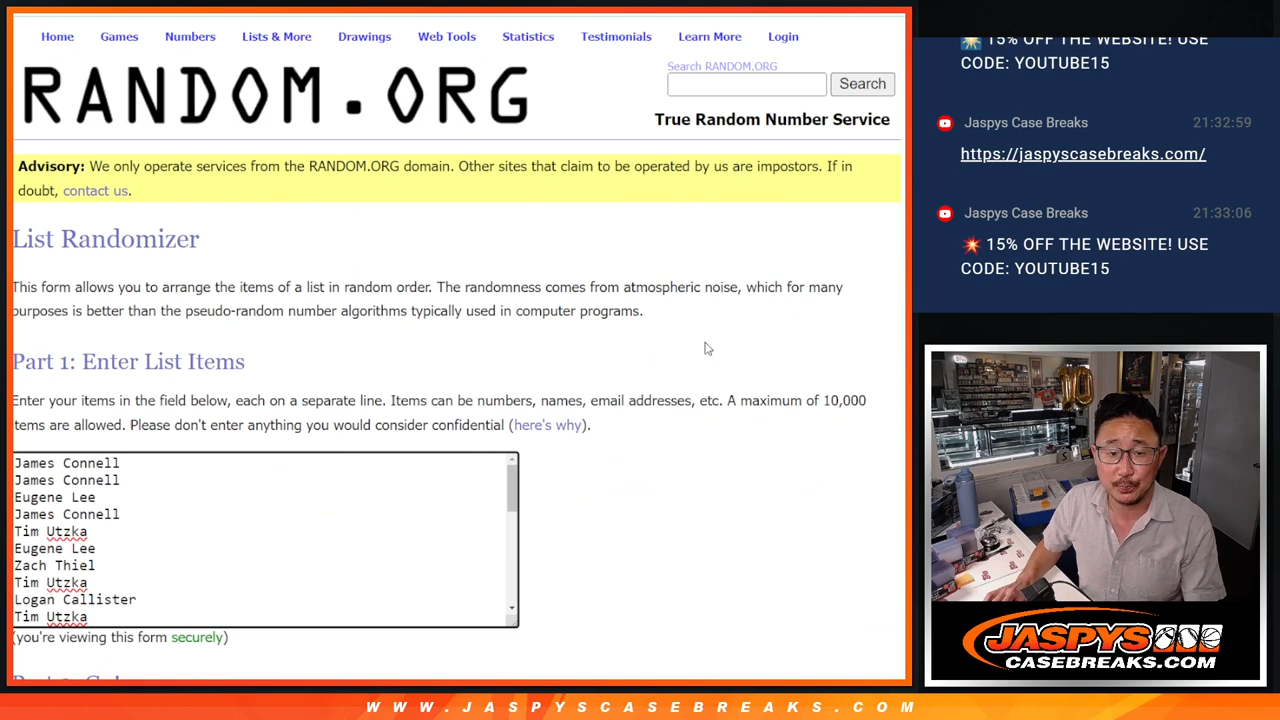 Home Games Numbers Lists & More Drawings Web Tools Statistics Testimonials Learn More Login
RANDOM.ORG
Search RANDOM.ORG
Search
True Random Number Service
Advisory: We only operate services from the RANDOM.ORG domain. Other sites that claim to be operated by us are impostors. If in
doubt, contact us.
List Randomizer
This form allows you to arrange the items of a list in random order. The randomness comes from atmospheric noise, which for many
purposes is better than the pseudo-random number algorithms typically used in computer programs.
Part 1: Enter List Items
Enter your items in the field below, each on a separate line. Items can be numbers, names, email addresses, etc. A maximum of 10,000
items are allowed. Please don't enter anything you would consider confidential (here's why).
James Connell
James Connell
Eugene Lee
James Connell
Tim Utzka
Eugene Lee
Zach Thiel
Tim Utzka
Logan Callister
Tim Utzka
(you're viewing this form securely)
15% OFF THE WEBSITE! USE
CODE: YOUTUBE15
Jaspys Case Breaks 21:32:59
https://jaspyscasebreaks.com/
Jaspys Case Breaks 21:33:06
15% OFF THE WEBSITE! USE
CODE: YOUTUBE15
10
JASPYS
CASEBREAKS.COM
WWW.JASPYSCASEBREAKS.COM